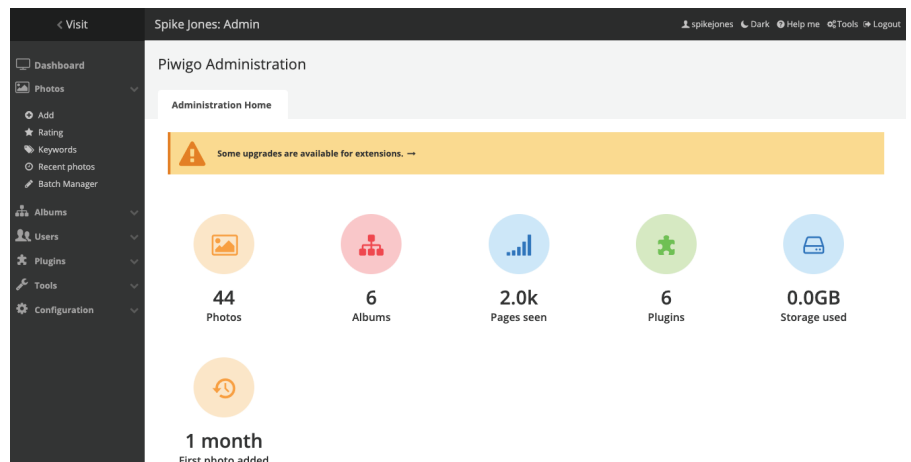 < Visit
Spike Jones: Admin
spikejones Dark Help me Tools Logout
Dashboard
Photos
Add
Rating
Keywords
Recent photos
Batch Manager
Albums
Users
Plugins
Tools
Configuration
Piwigo Administration
Administration Home
Some upgrades are available for extensions. →
44
Photos
6
Albums
2.0k
Pages seen
6
Plugins
0.0GB
Storage used
1 month
First photo added